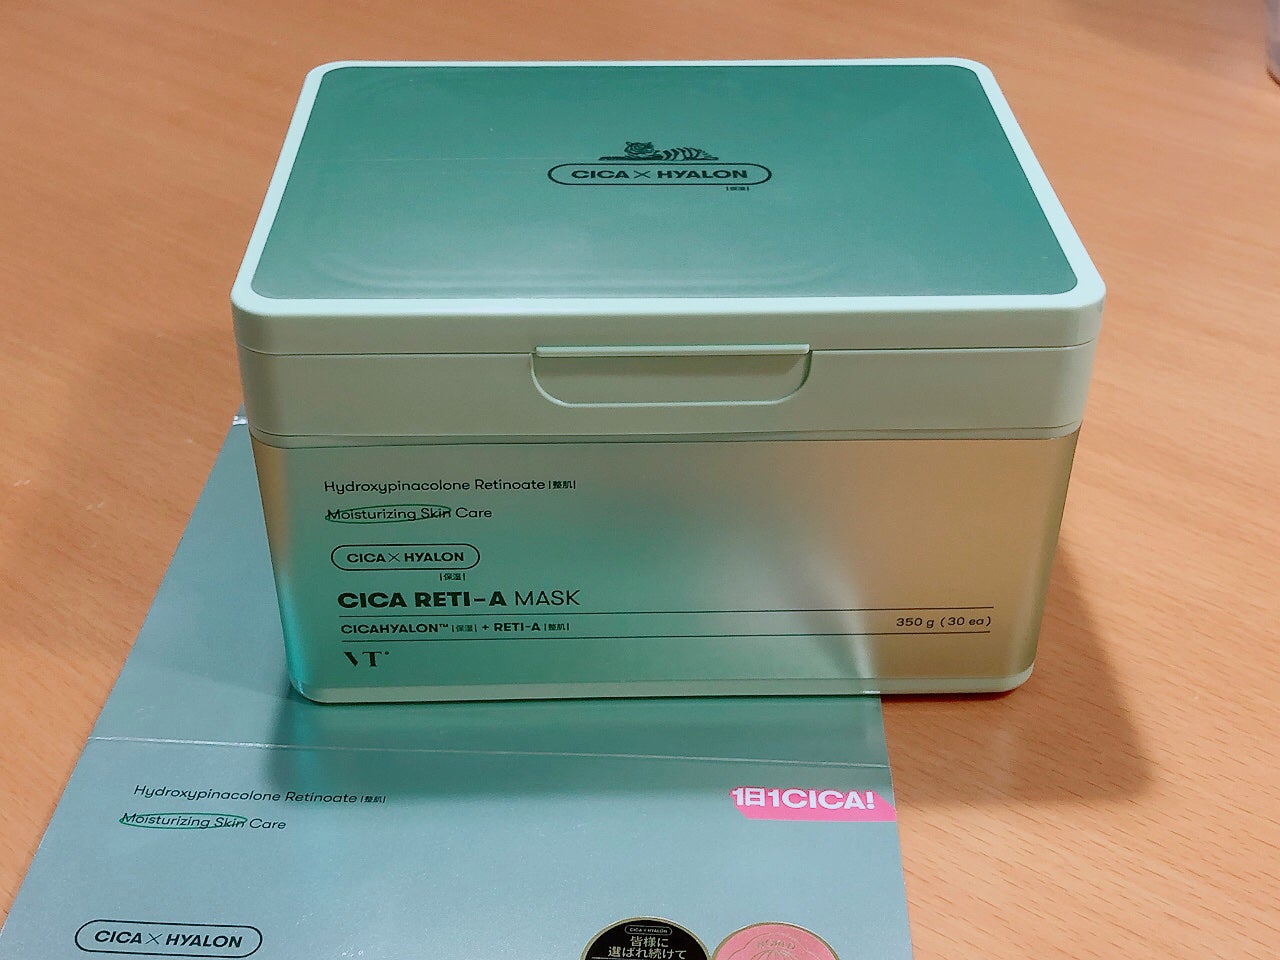 CICA × HYALON
|保湿|
Hydroxypinacolone Retinoate |整肌|
Moisturizing Skin Care
CICA × HYALON
|保湿|
CICA RETI-A MASK
CICAHYALON™ |保湿| + RETI-A |整肌|
350 g (30 ea)
VT
Hydroxypinacolone Retinoate |整肌|
1日1CICA!
Moisturizing Skin Care
CICA × HYALON
CICA × HYALON
皆様に
選ばれ続けて